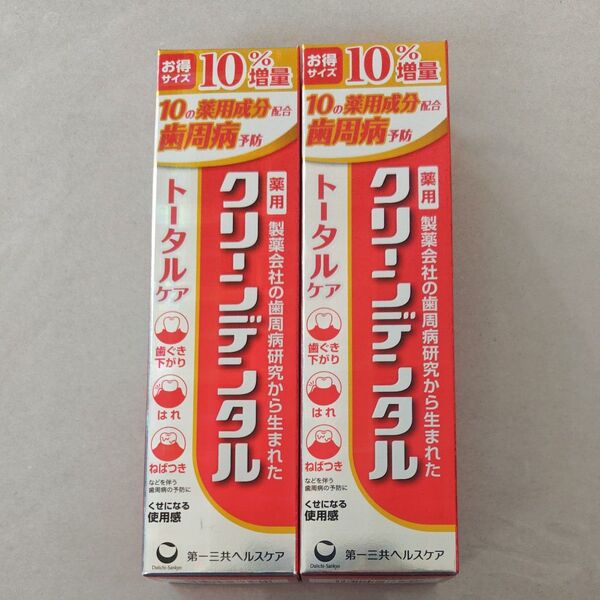 お得
サイズ
10%増量
10の薬用成分配合
歯周病予防
薬用
クリーンデンタル
製薬会社の歯周病研究から生まれた
トータルケア
歯ぐき
下がり
はれ
ねばつき
などを伴う
歯周病の予防に
くせになる
使用感
Daiichi-Sankyo
第一三共ヘルスケア
お得
サイズ
10%増量
10の薬用成分配合
歯周病予防
薬用
クリーンデンタル
製薬会社の歯周病研究から生まれた
トータルケア
歯ぐき
下がり
はれ
ねばつき
などを伴う
歯周病の予防に
くせになる
使用感
Daiichi-Sankyo
第一三共ヘルスケア